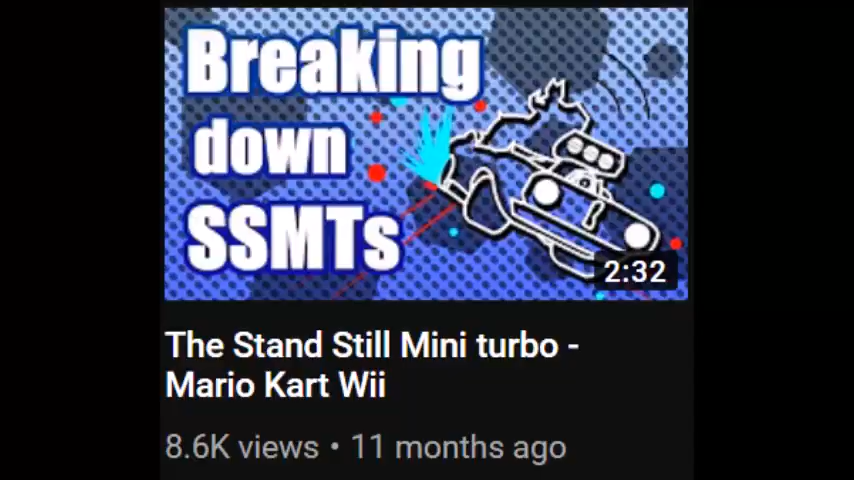 Breaking
down
SSMTs
2:32
The Stand Still Mini turbo -
Mario Kart Wii
8.6K views • 11 months ago